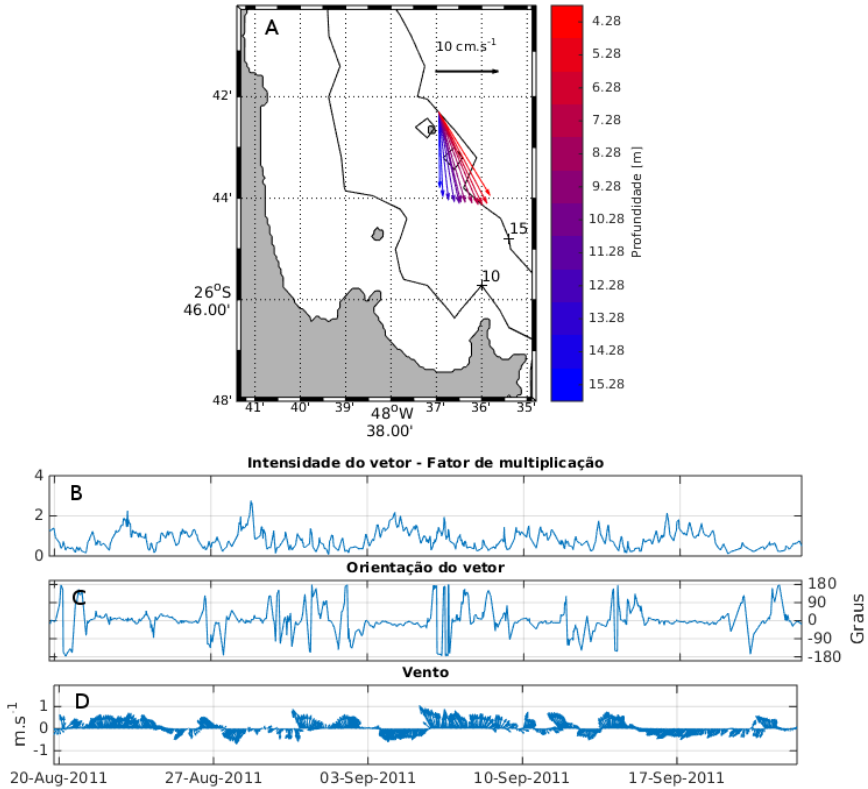 A
10 cm.s-1
42'
44'
26°S
46.00'
48'
15
10
41' 40' 39' 37' 36' 35'
48°W
38.00'
4.28
5.28
6.28
7.28
8.28
9.28
10.28
11.28
12.28
13.28
14.28
15.28
Profundidade [m]
Intensidade do vetor - Fator de multiplicação
B
4
2
0
Orientação do vetor
C
180
90
0
-90
-180
Graus
Vento
D
1
0
-1
m.s-1
20-Aug-2011 27-Aug-2011 03-Sep-2011 10-Sep-2011 17-Sep-2011